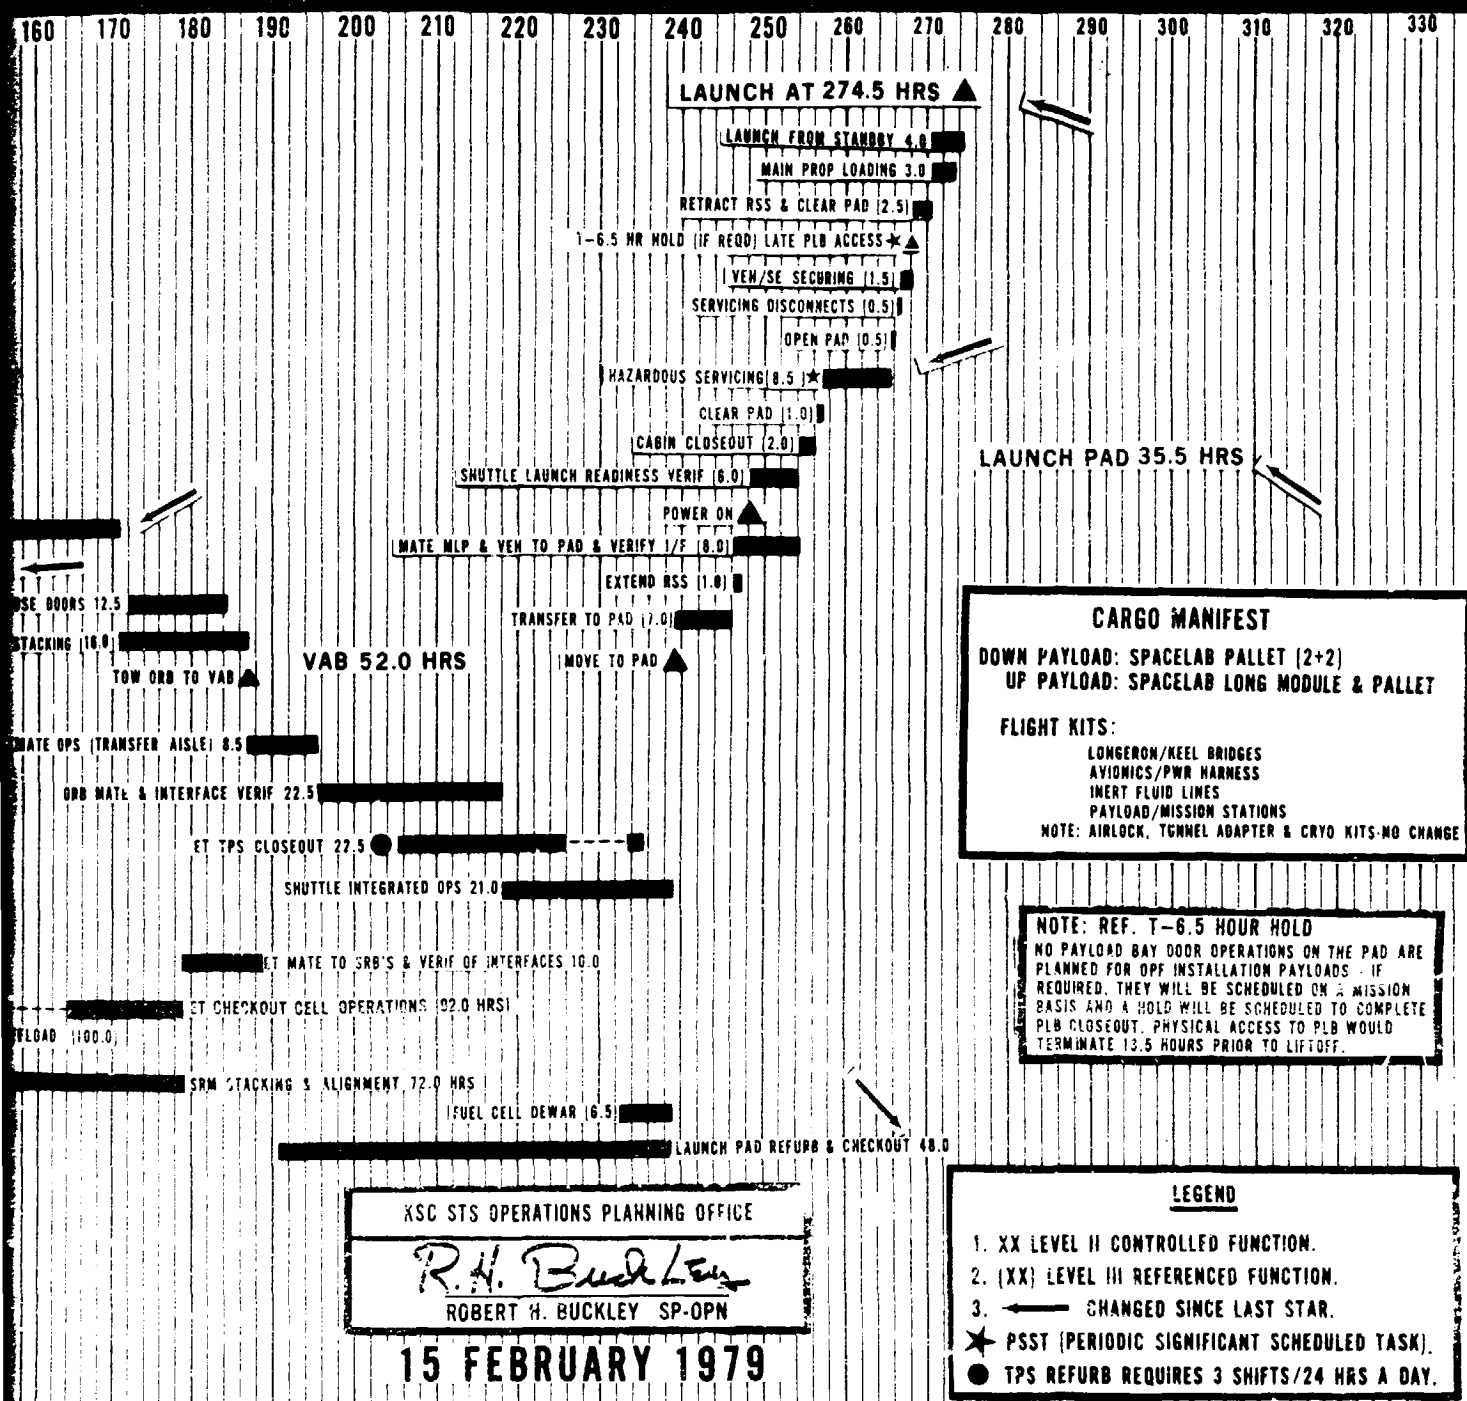 160 170 180 190 200 210 220 230 240 250 260 270 280 290 300 310 320 330
LAUNCH AT 274.5 HRS
LAUNCH FROM STANDBY 4.0
MAIN PROP LOADING 3.0
RETRACT RSS & CLEAR PAD (2.5)
T-6.5 HR HOLD (IF REQD) LATE PLB ACCESS
VEH/SE SECURING (1.5)
SERVICING DISCONNECTS (0.5)
OPEN PAD (0.5)
HAZARDOUS SERVICING (8.5)
CLEAR PAD (1.0)
CABIN CLOSEOUT (2.0)
LAUNCH PAD 35.5 HRS
SHUTTLE LAUNCH READINESS VERIF (6.0)
POWER ON
MATE MLP & VEH TO PAD & VERIFY I/F (8.0)
EXTEND RSS (1.0)
OSE DOORS 12.5
TRANSFER TO PAD (7.0)
STACKING (16.0)
VAB 52.0 HRS
MOVE TO PAD
TOW ORB TO VAB
MATE OPS (TRANSFER AISLE) 8.5
ORB MATE & INTERFACE VERIF 22.5
ET TPS CLOSEOUT 22.5
SHUTTLE INTEGRATED OPS 21.0
ET MATE TO SRB'S & VERIF OF INTERFACES 10.0
ET CHECKOUT CELL OPERATIONS HRS)
FLOAD (100.0)
SRM STACKING & ALIGNMENT 72.0 HRS
FUEL CELL DEWAR (6.5)
LAUNCH PAD REFURB & CHECKOUT 48.0
CARGO MANIFEST
DOWN PAYLOAD: SPACELAB PALLET (2+2)
UP PAYLOAD: SPACELAB LONG MODULE & PALLET
FLIGHT KITS:
LONGERON/KEEL BRIDGES
AVIONICS/PWR HARNESS
INERT FLUID LINES
PAYLOAD/MISSION STATIONS
NOTE: AIRLOCK, TUNNEL ADAPTER & CRYO KITS-NO CHANGE
NOTE: REF. T-6.5 HOUR HOLD
NO PAYLOAD BAY DOOR OPERATIONS ON THE PAD ARE
PLANNED FOR OPF INSTALLATION PAYLOADS - IF
REQUIRED, THEY WILL BE SCHEDULED ON A MISSION
BASIS AND A HOLD WILL BE SCHEDULED TO COMPLETE
PLB CLOSEOUT. PHYSICAL ACCESS TO PLB WOULD
TERMINATE 13.5 HOURS PRIOR TO LIFTOFF.
KSC STS OPERATIONS PLANNING OFFICE
R.H. Buckley
ROBERT H. BUCKLEY SP-OPN
15 FEBRUARY 1979
LEGEND
1. XX LEVEL II CONTROLLED FUNCTION.
2. (XX) LEVEL III REFERENCED FUNCTION.
3. CHANGED SINCE LAST STAR.
PSST (PERIODIC SIGNIFICANT SCHEDULED TASK).
TPS REFURB REQUIRES 3 SHIFTS/24 HRS A DAY.